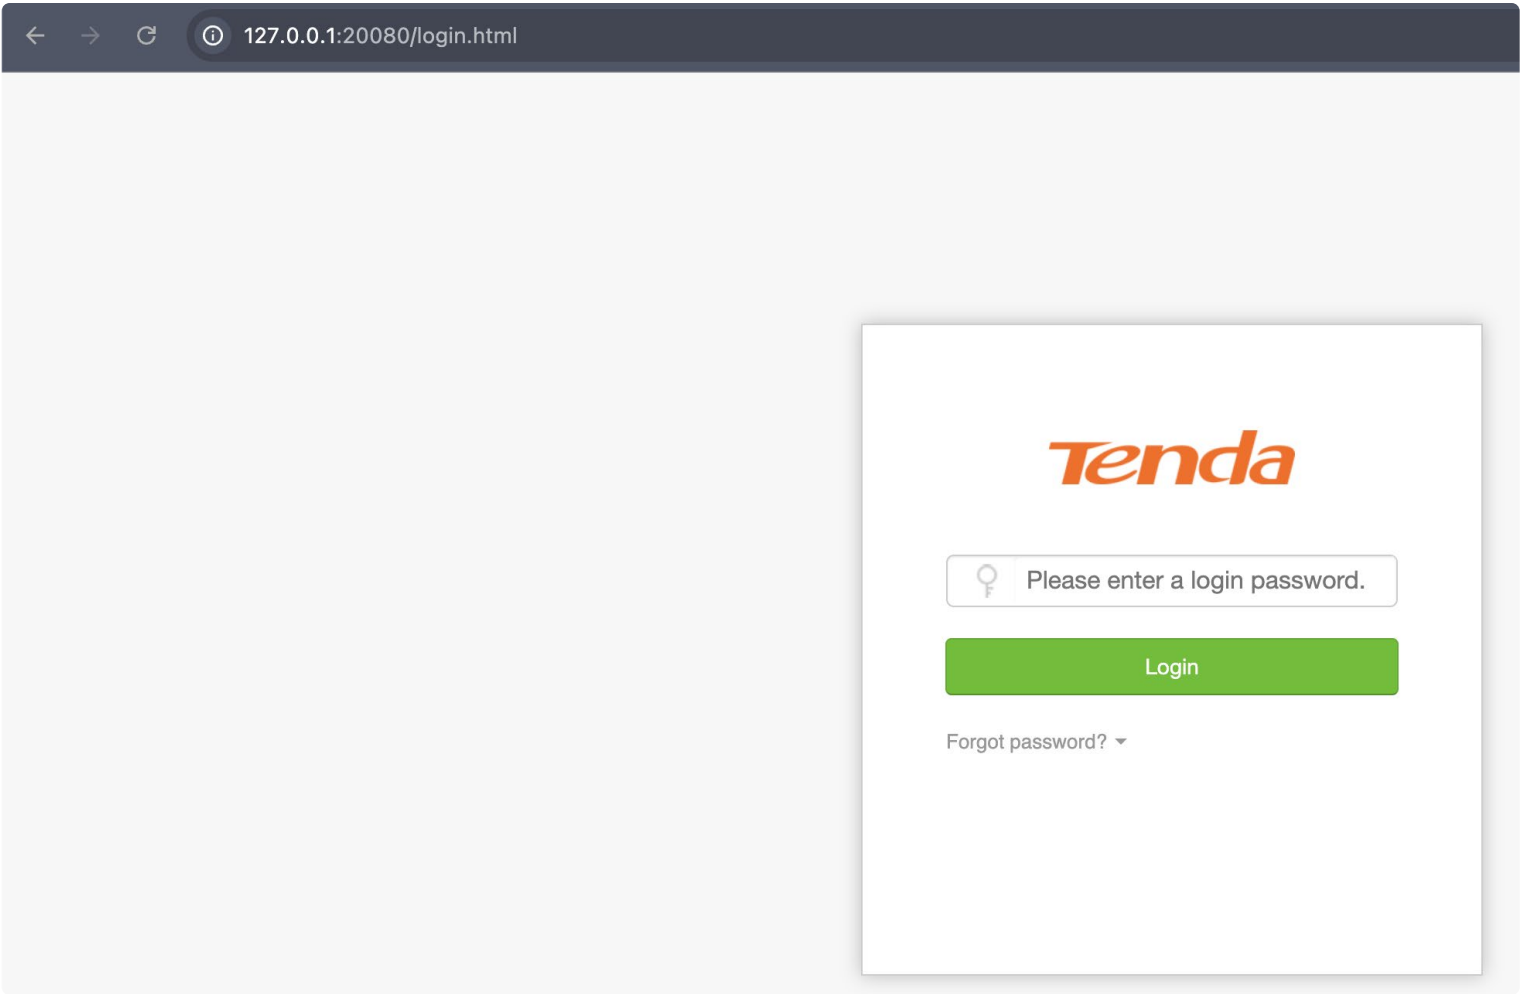 127.0.0.1:20080/login.html
Tenda
Please enter a login password.
Login
Forgot password?